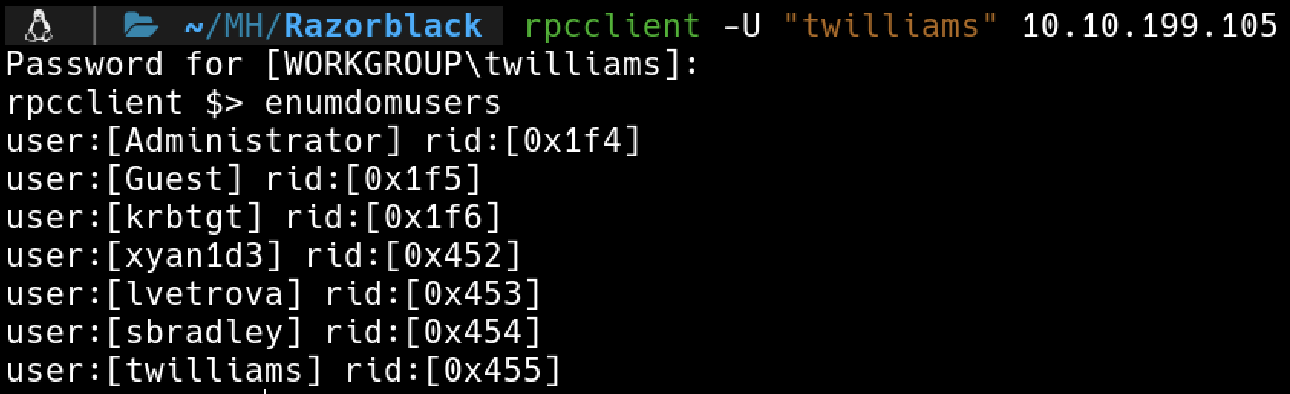 ~/MH/Razorblack rpcclient -U "twilliams" 10.10.199.105
Password for [WORKGROUP\twilliams]:
rpcclient $> enumdomusers
user:[Administrator] rid:[0x1f4]
user:[Guest] rid:[0x1f5]
user:[krbtgt] rid:[0x1f6]
user:[xyan1d3] rid:[0x452]
user:[lvetrova] rid:[0x453]
user:[sbradley] rid:[0x454]
user:[twilliams] rid:[0x455]